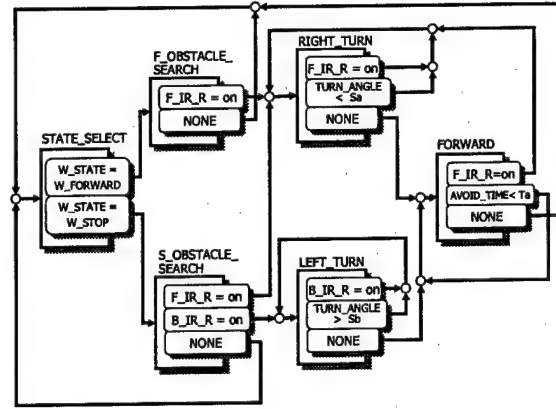 F_OBSTACLE_
SEARCH
F_IR_R = on
NONE
RIGHT_TURN
F_IR_R = on
TURN_ANGLE
< Sa
NONE
STATE_SELECT
W_STATE =
W_FORWARD
W_STATE =
W_STOP
FORWARD
F_IR_R=on
AVOID_TIME< Ta
NONE
S_OBSTACLE_
SEARCH
F_IR_R = on
B_IR_R = on
NONE
LEFT_TURN
B_IR_R = on
TURN_ANGLE
> Sb
NONE